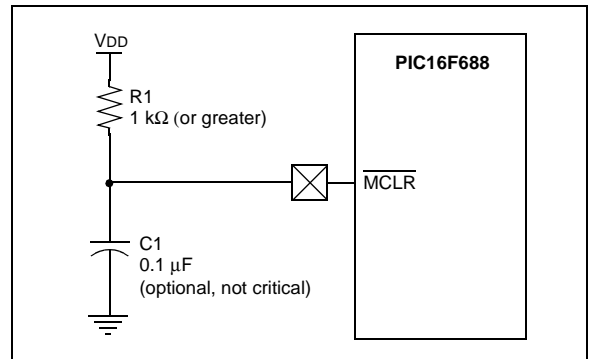 VDD
PIC16F688
R1
1 kΩ (or greater)
MCLR
C1
0.1 μF
(optional, not critical)